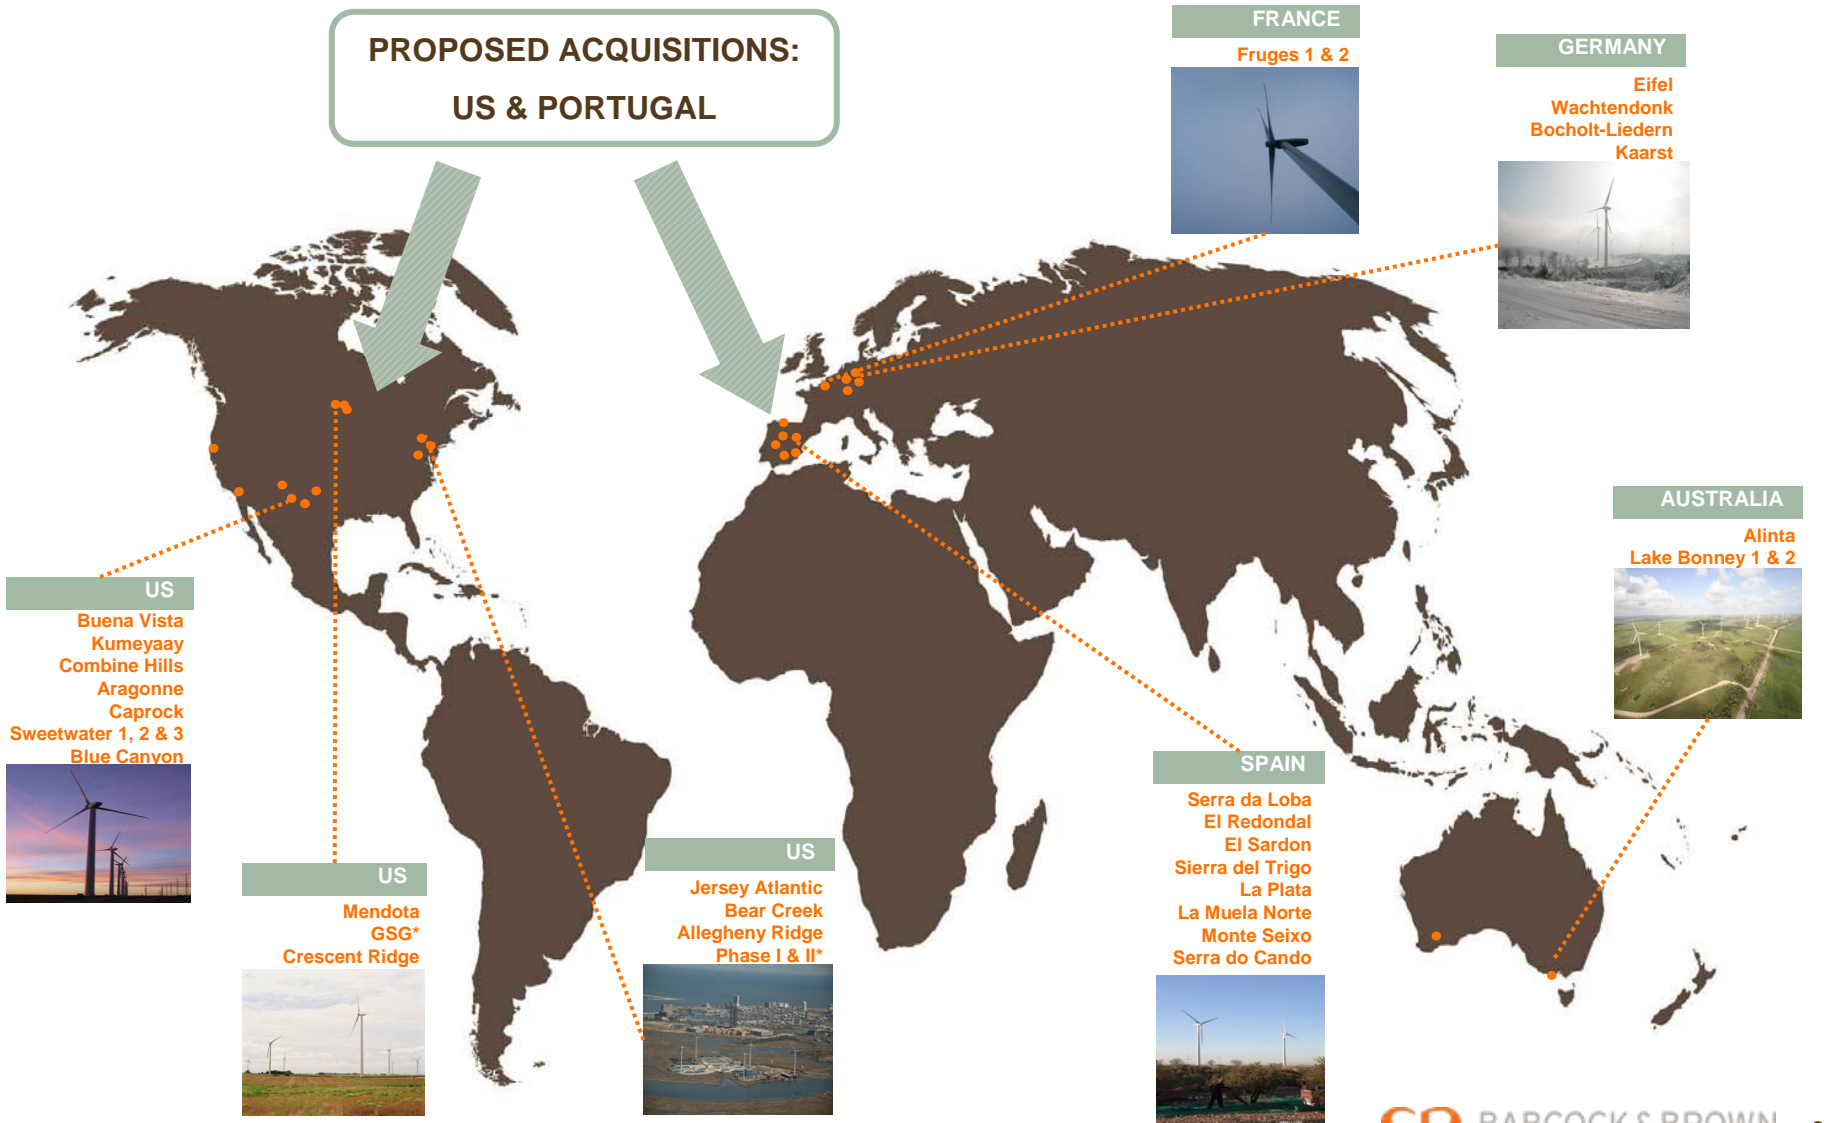 PROPOSED ACQUISITIONS:
US & PORTUGAL
FRANCE
Fruges 1 & 2
GERMANY
Eifel
Wachtendonk
Bocholt-Liedern
Kaarst
AUSTRALIA
Alinta
Lake Bonney 1 & 2
US
Buena Vista
Kumeyaay
Combine Hills
Aragonne
Caprock
Sweetwater 1, 2 & 3
Blue Canyon
US
Mendota
GSG*
Crescent Ridge
US
Jersey Atlantic
Bear Creek
Allegheny Ridge
Phase I & II*
SPAIN
Serra da Loba
El Redondal
El Sardon
Sierra del Trigo
La Plata
La Muela Norte
Monte Seixo
Serra do Cando
BABCOCK & BROWN